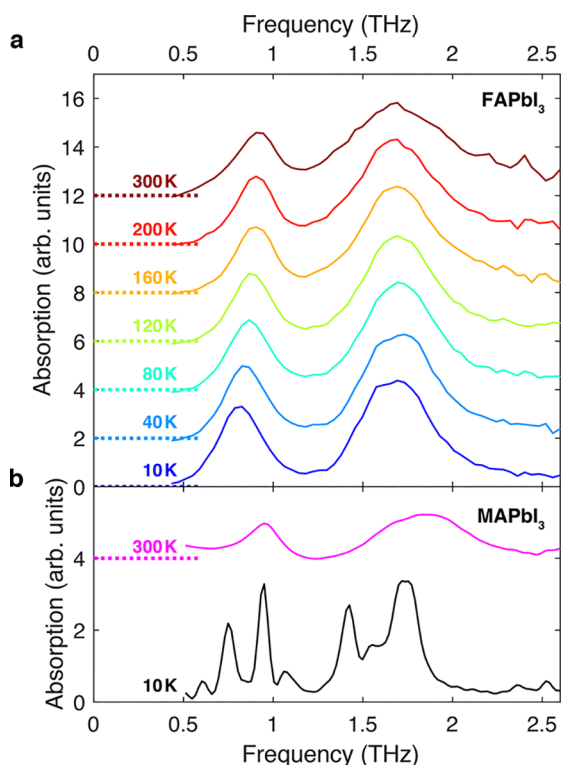 Frequency (THz)
a
0 0.5 1 1.5 2 2.5
Absorption (arb. units)
16
14
12
10
8
6
4
2
0
FAPbI₃
300 K
200 K
160 K
120 K
80 K
40 K
10 K
b
Absorption (arb. units)
4
2
0
MAPbI₃
300 K
10 K
0 0.5 1 1.5 2 2.5
Frequency (THz)